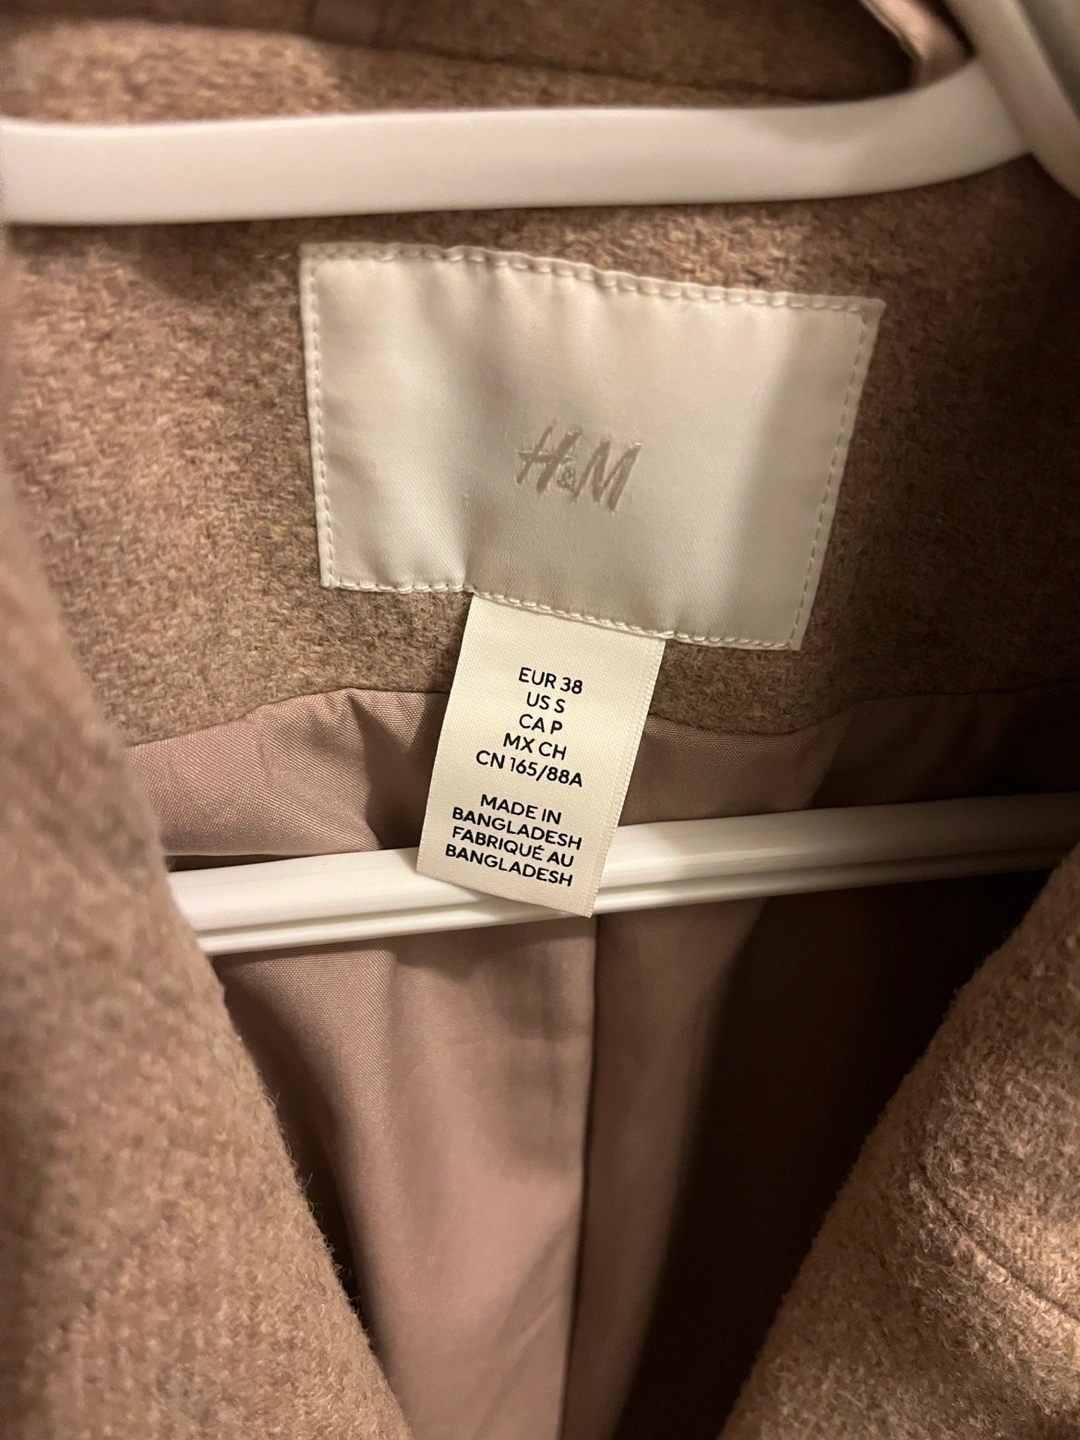 H&M
EUR 38
US S
CA P
MX CH
CN 165/88A
MADE IN
BANGLADESH
FABRIQUÉ AU
BANGLADESH